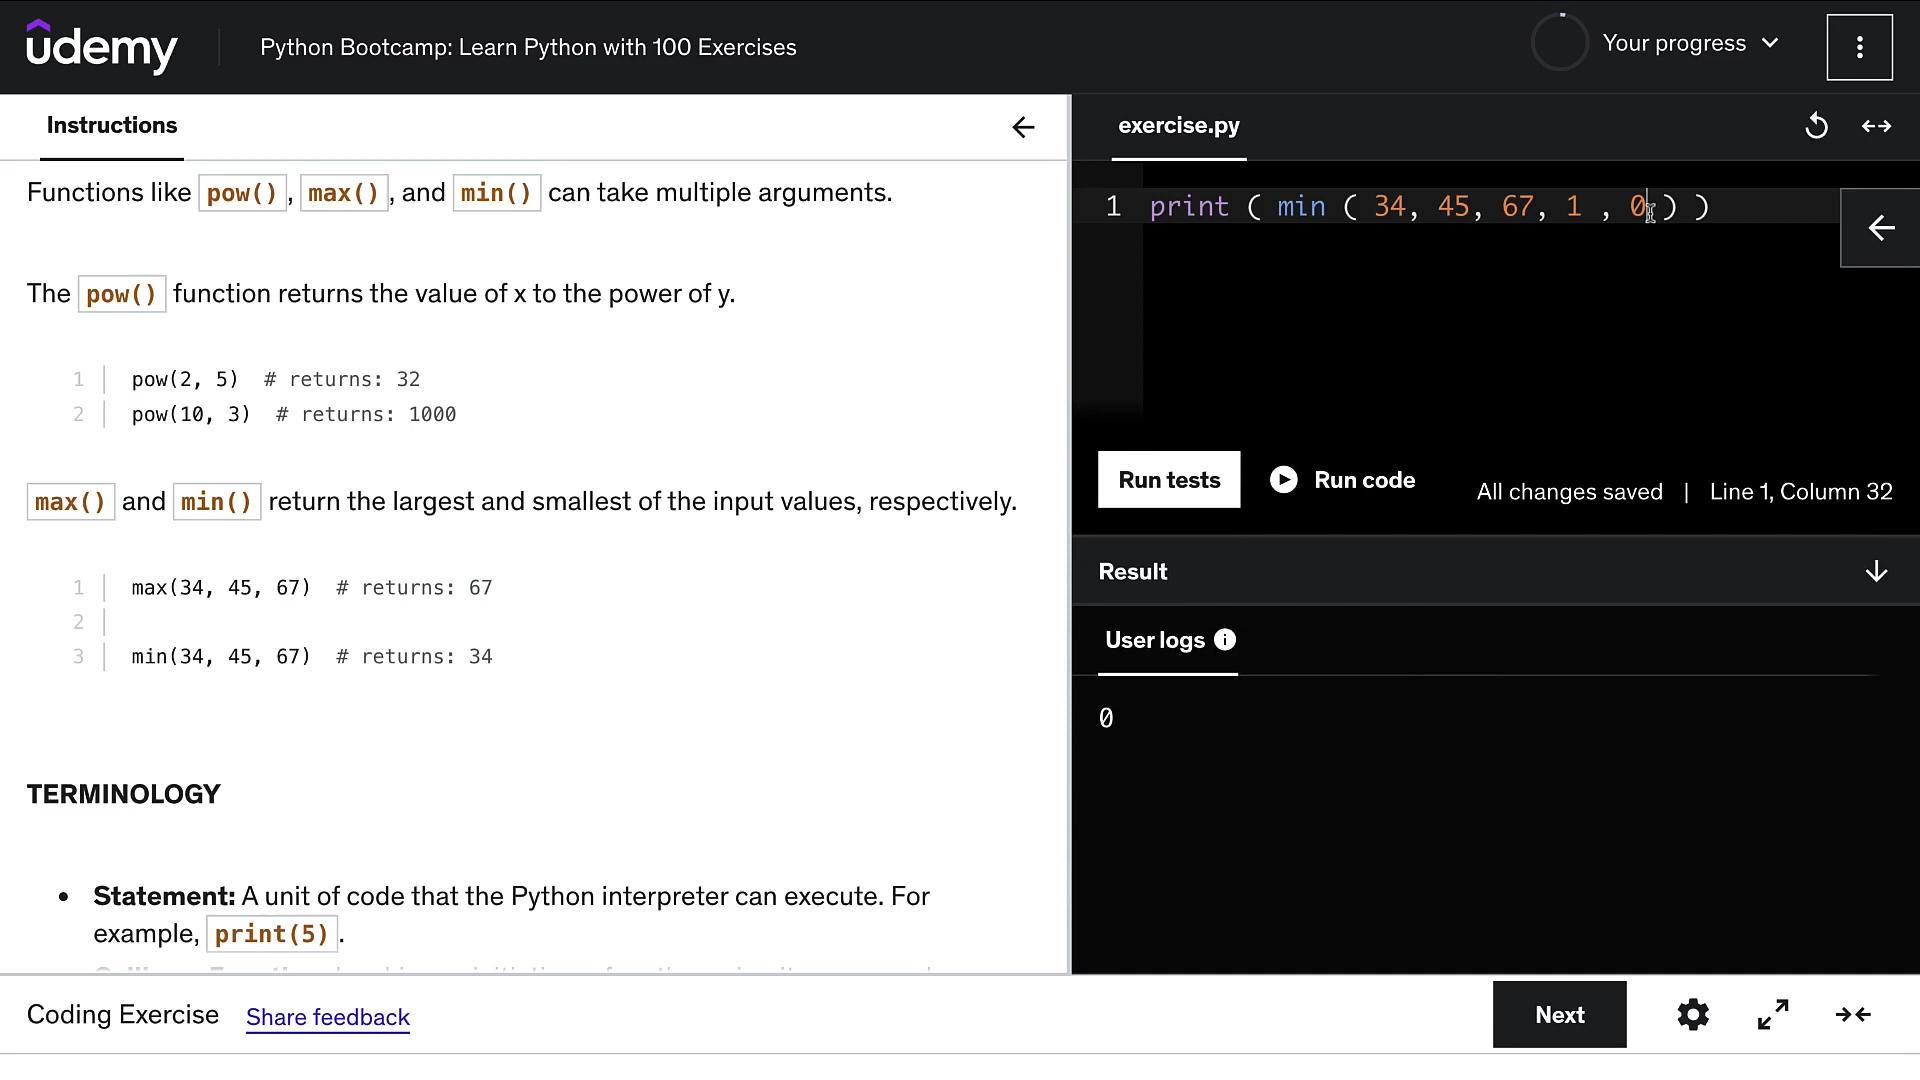 udemy
Python Bootcamp: Learn Python with 100 Exercises
Your progress
Instructions
Functions like pow(), max(), and min() can take multiple arguments.
The pow() function returns the value of x to the power of y.
1 pow(2, 5)  # returns: 32
2 pow(10, 3)  # returns: 1000
max() and min() return the largest and smallest of the input values, respectively.
1 max(34, 45, 67)  # returns: 67
2
3 min(34, 45, 67)  # returns: 34
TERMINOLOGY
• Statement: A unit of code that the Python interpreter can execute. For
example, print(5).
exercise.py
1 print ( min ( 34, 45, 67, 1 , 0 ) )
Run tests
Run code
All changes saved | Line 1, Column 32
Result
User logs
0
Coding Exercise
Share feedback
Next